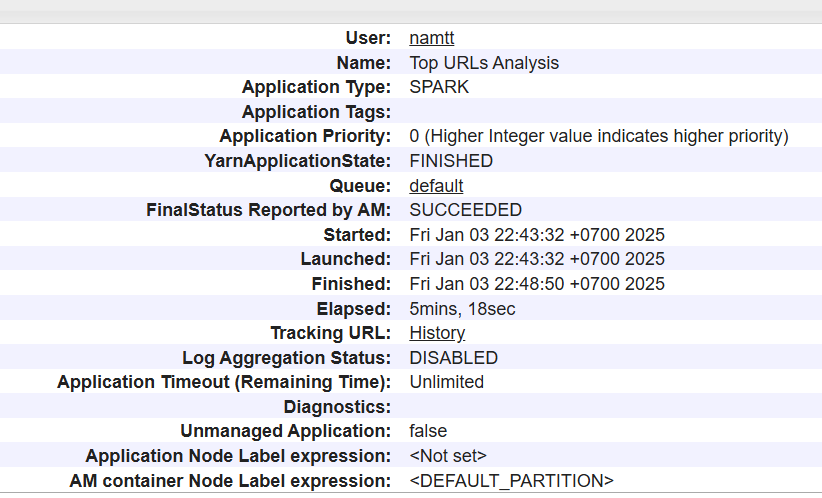 User: namtt
Name: Top URLs Analysis
Application Type: SPARK
Application Tags:
Application Priority: 0 (Higher Integer value indicates higher priority)
YarnApplicationState: FINISHED
Queue: default
FinalStatus Reported by AM: SUCCEEDED
Started: Fri Jan 03 22:43:32 +0700 2025
Launched: Fri Jan 03 22:43:32 +0700 2025
Finished: Fri Jan 03 22:48:50 +0700 2025
Elapsed: 5mins, 18sec
Tracking URL: History
Log Aggregation Status: DISABLED
Application Timeout (Remaining Time): Unlimited
Diagnostics:
Unmanaged Application: false
Application Node Label expression: <Not set>
AM container Node Label expression: <DEFAULT_PARTITION>